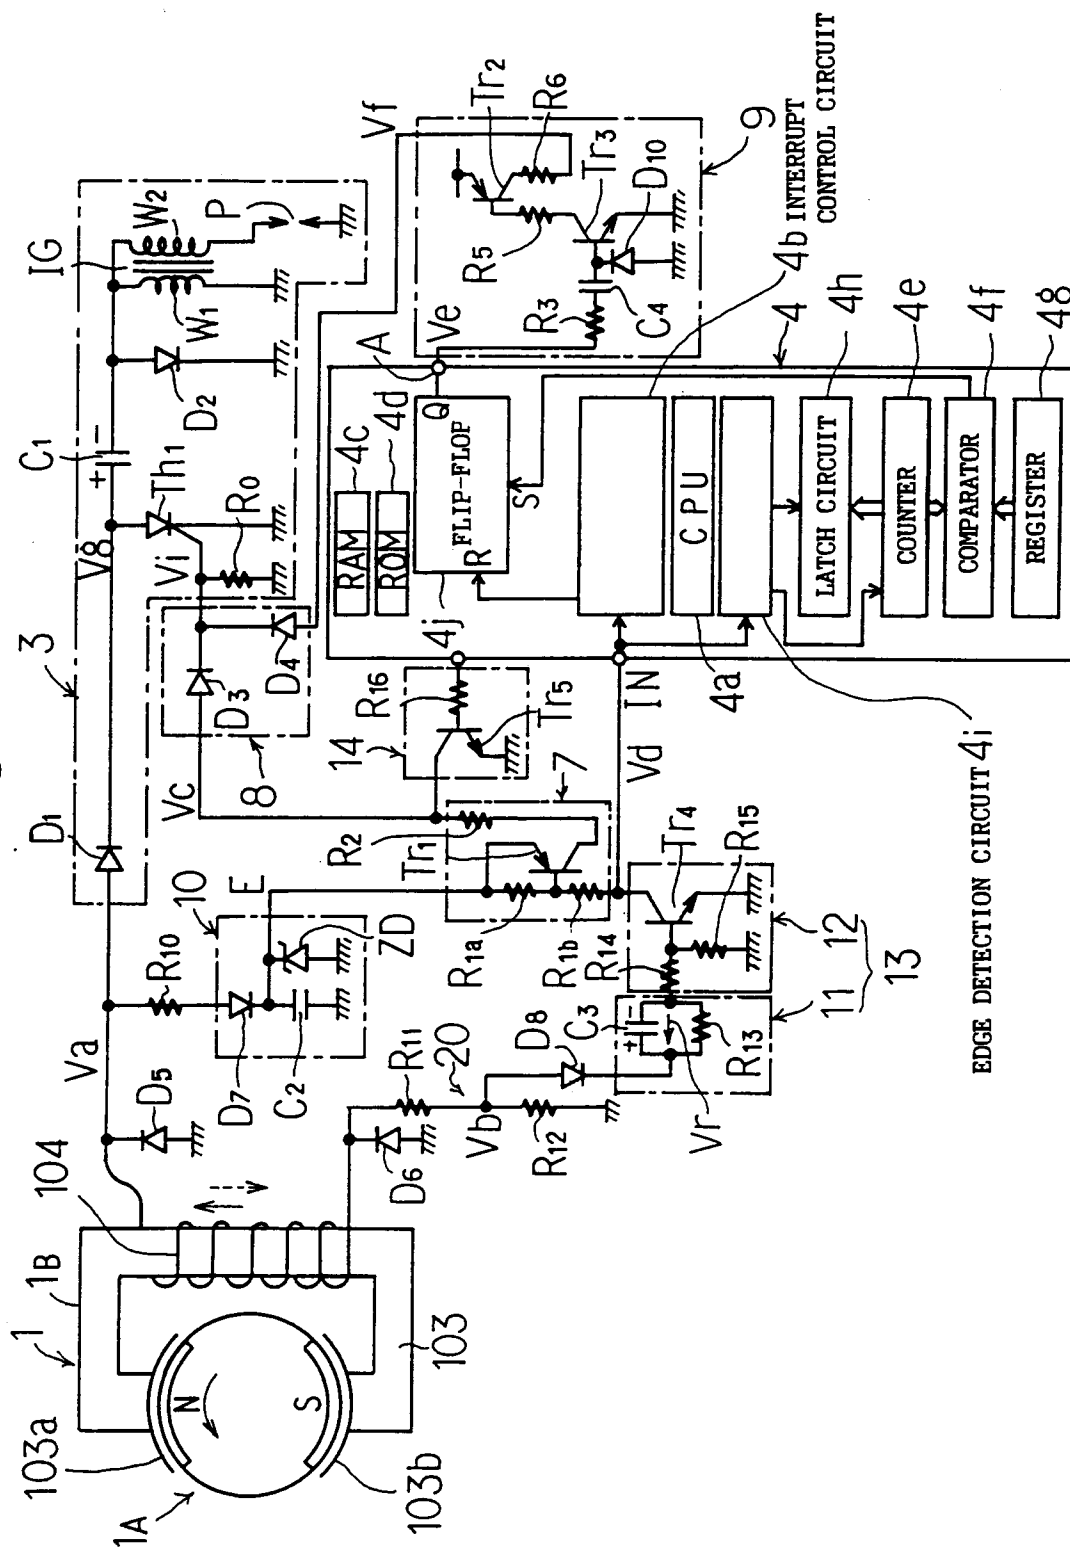 1
1A
1B
103a
103b
103
104
N
S
Va
D5
D6
R10
10
D7
C2
ZD
E
R11
20
Vb
R12
D8
C3
+
−
R13
Vr
11
12
13
R14
R15
Tr4
D1
3
V8
C1
+
−
Th1
Vi
R0
D2
IG
W1
W2
P
Vc
8
D3
D4
R1a
R1b
Tr1
R2
7
14
R16
Tr5
Vd
IN
4j
RAM
4c
ROM
4d
FLIP-FLOP
R
S
Q
A
Ve
Vf
R3
C4
R5
D10
Tr3
Tr2
R6
9
4b INTERRUPT
CONTROL CIRCUIT
4
CPU
4a
LATCH CIRCUIT
4h
COUNTER
4e
COMPARATOR
4f
REGISTER
4g
EDGE DETECTION CIRCUIT 4i